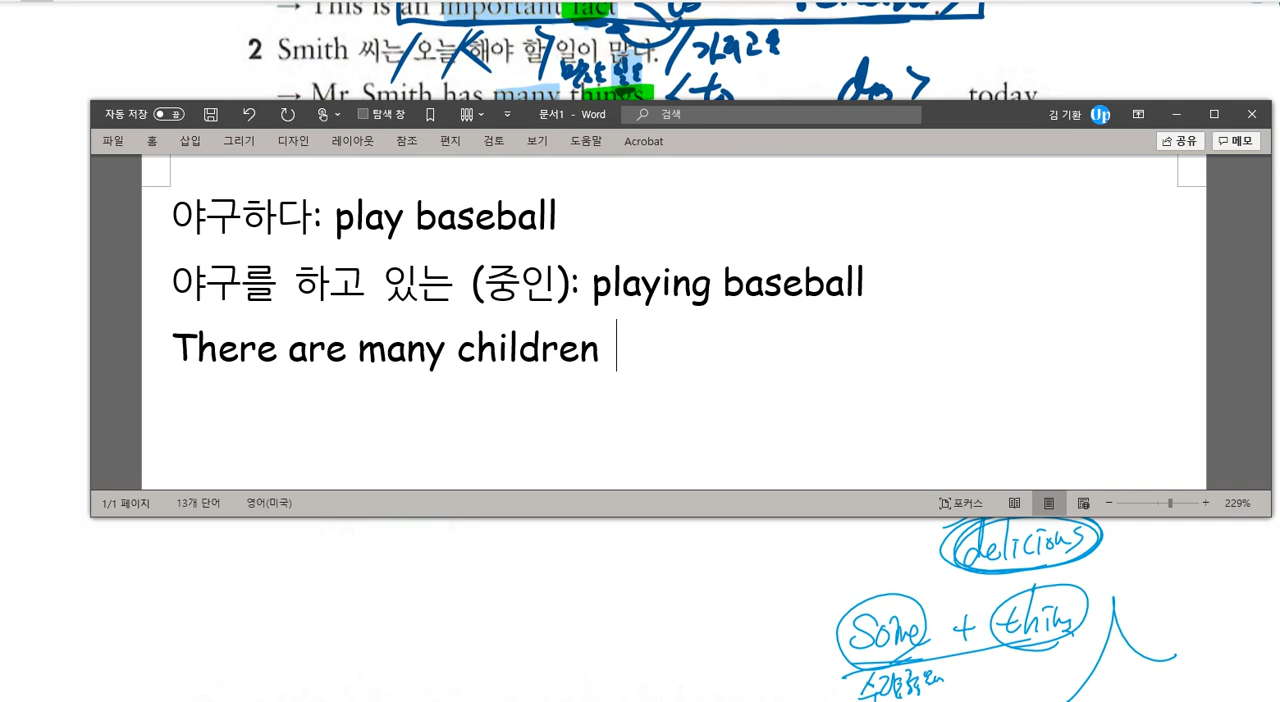 → This is an important fact
2 Smith 씨는 오늘 해야 할 일이 많다.
→ Mr. Smith has many things <to do> today
자동 저장 끔 탐색 창 문서1 - Word 검색 김 기환 Up
파일 홈 삽입 그리기 디자인 레이아웃 참조 편지 검토 보기 도움말 Acrobat 공유 메모
야구하다: play baseball
야구를 하고 있는 (중인): playing baseball
There are many children
1/1 페이지 13개 단어 영어(미국) 포커스 229%
delicious
Some + thing